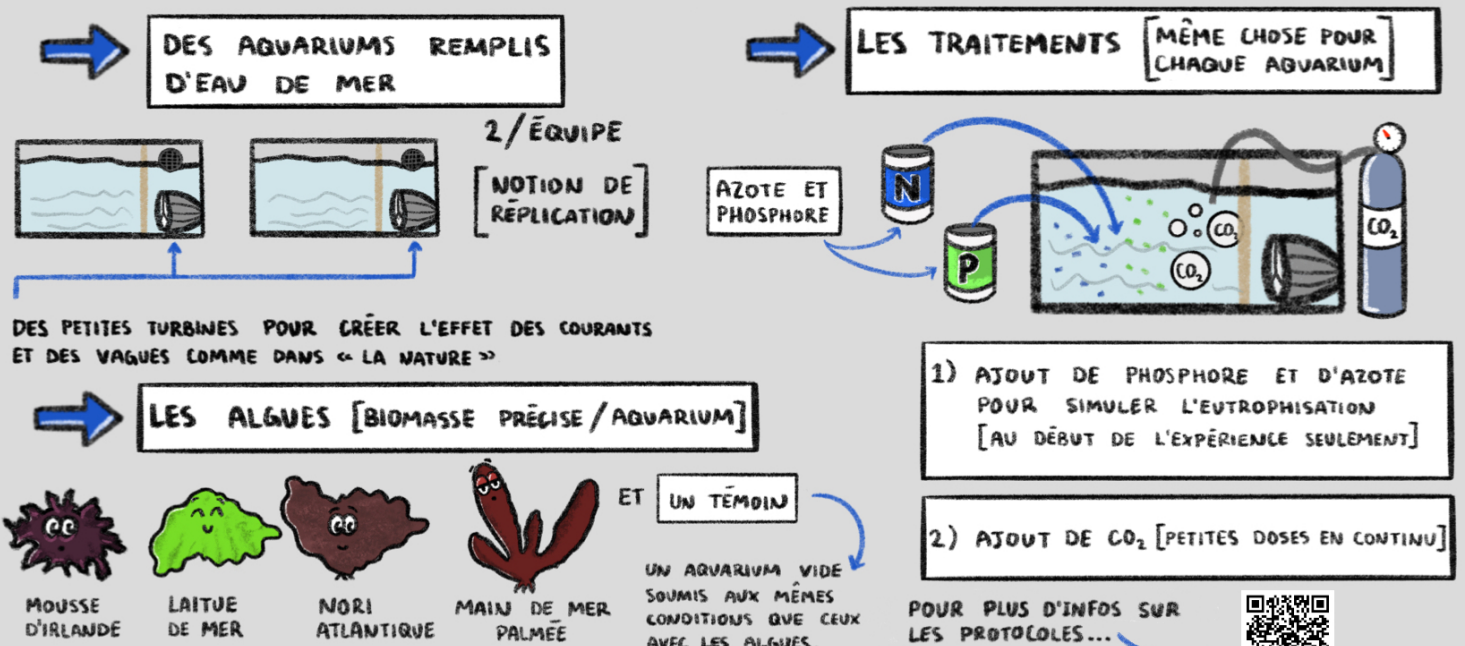 DES AQUARIUMS REMPLIS
D'EAU DE MER
2/ÉQUIPE
[NOTION DE
RÉPLICATION]
DES PETITES TURBINES POUR CRÉER L'EFFET DES COURANTS
ET DES VAGUES COMME DANS « LA NATURE »
LES ALGUES [BIOMASSE PRÉCISE/AQUARIUM]
MOUSSE
D'IRLANDE
LAITUE
DE MER
NORI
ATLANTIQUE
MAIN DE MER
PALMÉE
ET
UN TÉMOIN
UN AQUARIUM VIDE
SOUMIS AUX MÊMES
CONDITIONS QUE CEUX
AVEC LES ALGUES
LES TRAITEMENTS
[MÊME CHOSE POUR
CHAQUE AQUARIUM]
AZOTE ET
PHOSPHORE
N
P
CO₂
CO₂
CO₂
1) AJOUT DE PHOSPHORE ET D'AZOTE
POUR SIMULER L'EUTROPHISATION
[AU DÉBUT DE L'EXPÉRIENCE SEULEMENT]
2) AJOUT DE CO₂ [PETITES DOSES EN CONTINU]
POUR PLUS D'INFOS SUR
LES PROTOCOLES...